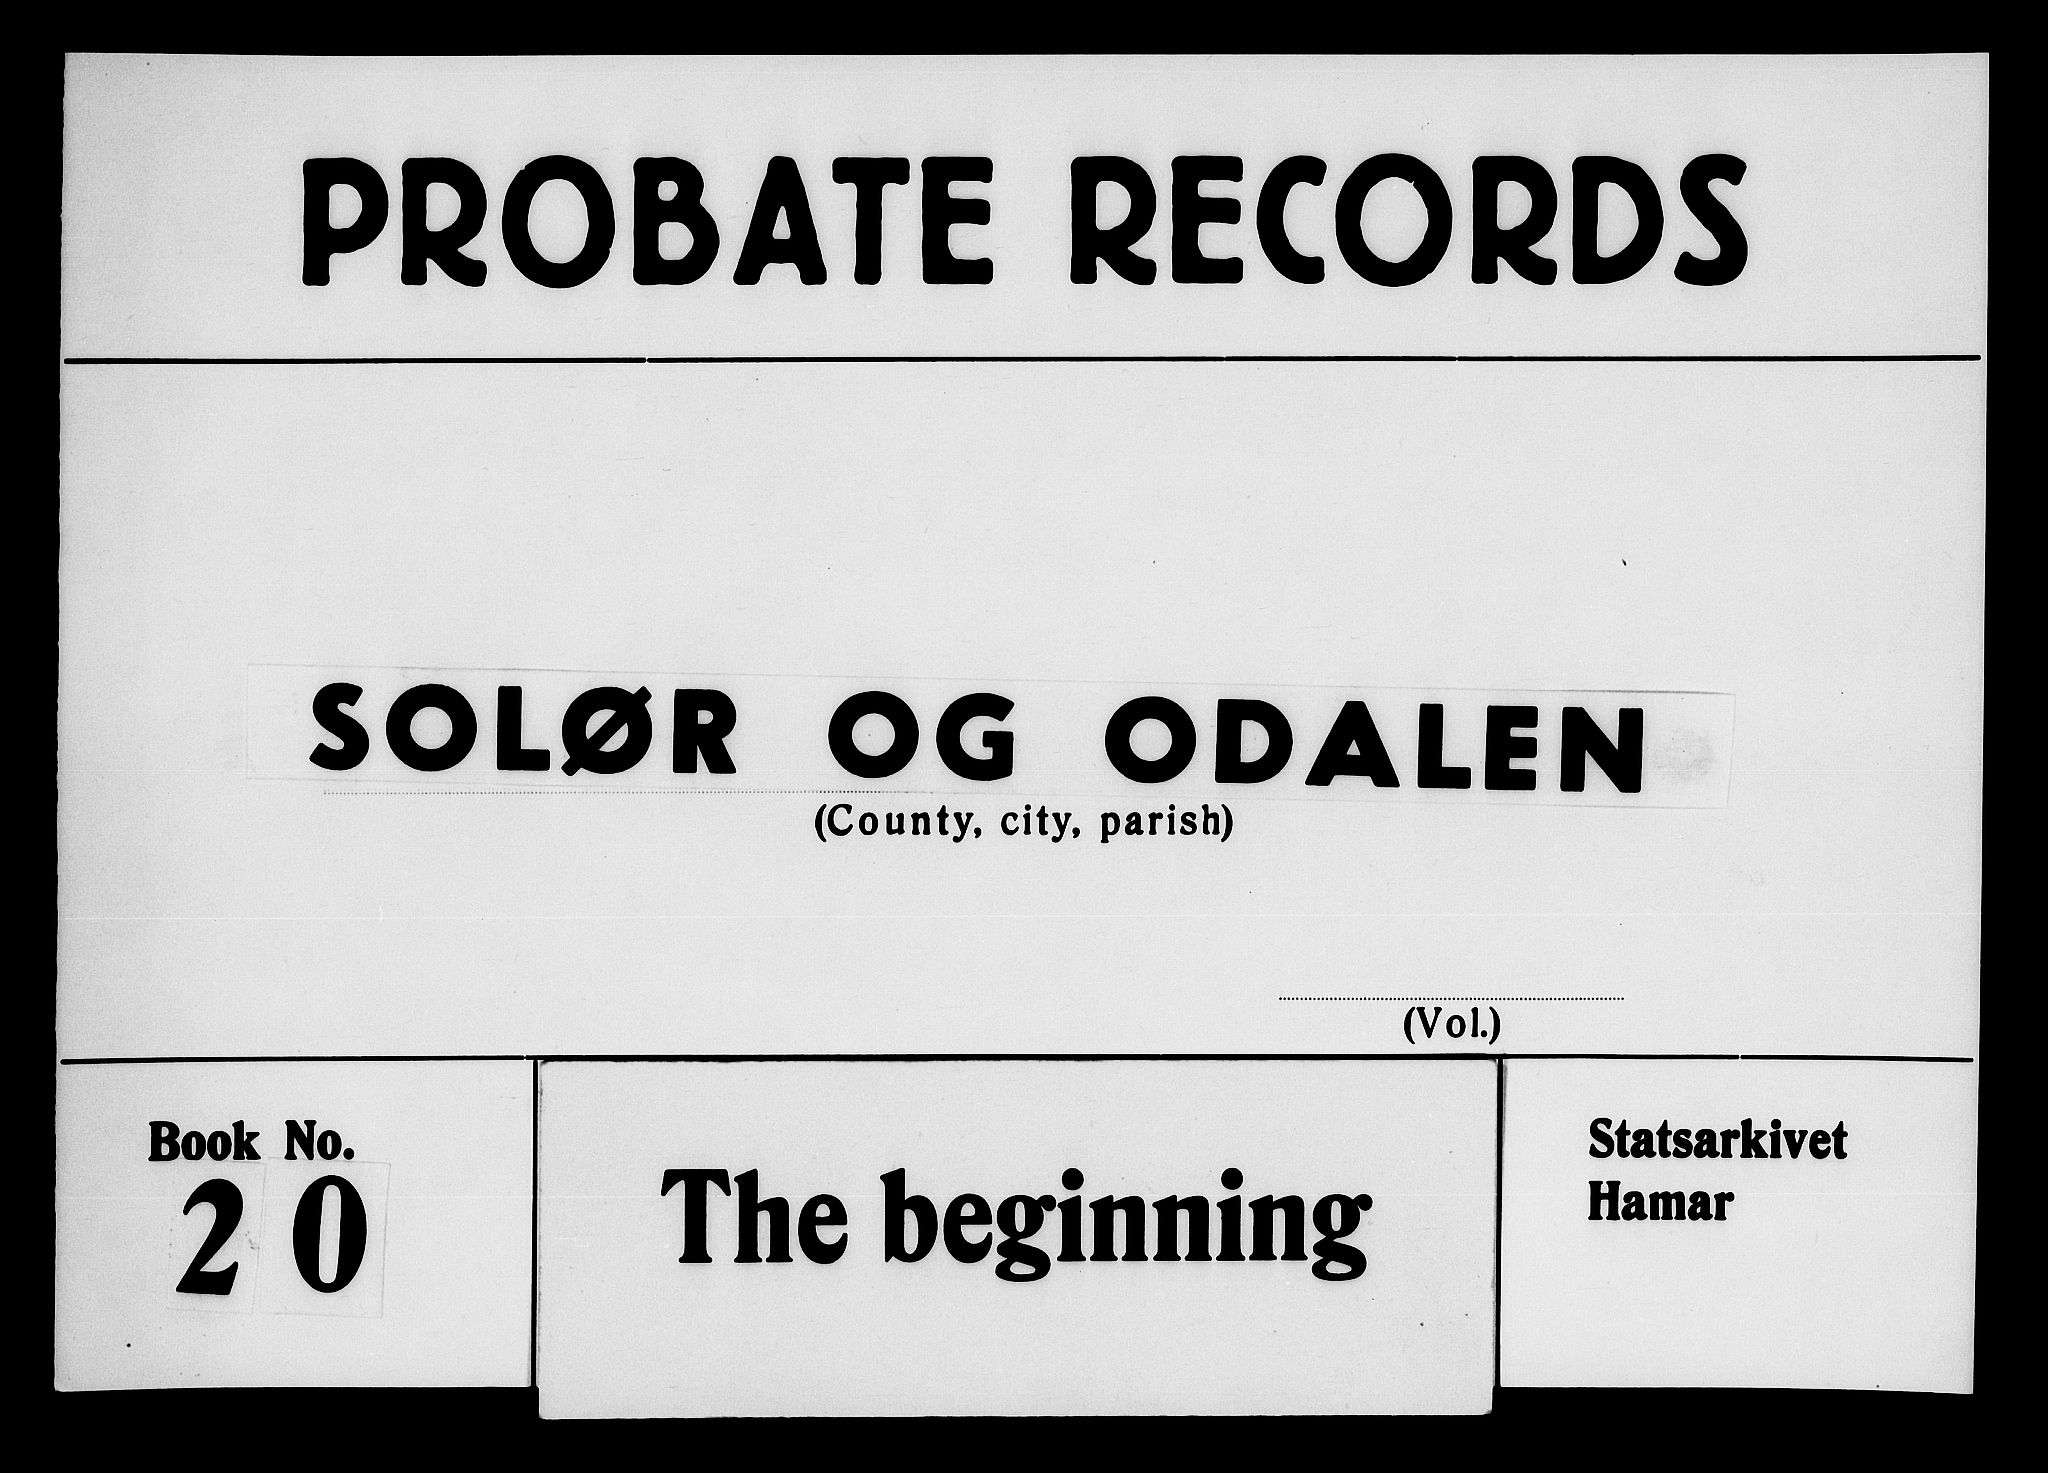 PROBATE RECORDS
SOLØR OG ODALEN
(County, city, parish)
(Vol.)
Book No.
20
The beginning
Statsarkivet
Hamar